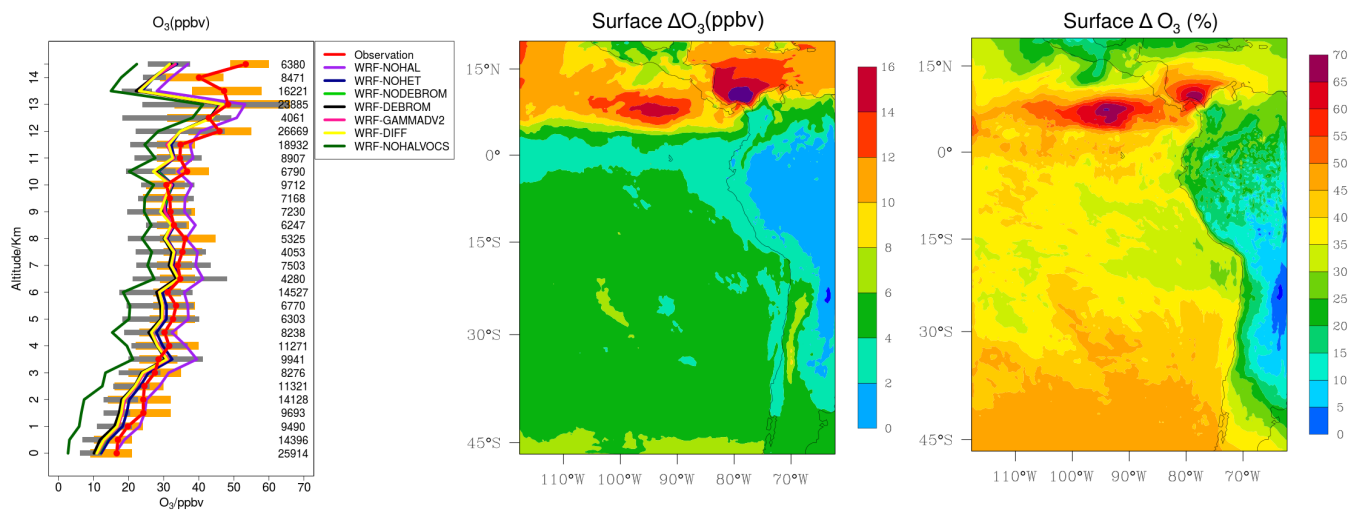 O3(ppbv)
Observation
WRF-NOHAL
WRF-NOHET
WRF-NODEBROM
WRF-DEBROM
WRF-GAMMADV2
WRF-DIFF
WRF-NOHALVOCS
Altitude/Km
14
13
12
11
10
9
8
7
6
5
4
3
2
1
0
6380
8471
16221
23885
4061
26669
18932
8907
6790
9712
7168
7230
6247
5325
4053
7503
4280
14527
6770
6303
8238
11271
9941
8276
11321
14128
9693
9490
14396
25914
0 10 20 30 40 50 60 70
O3/ppbv
Surface ΔO3(ppbv)
15°N
0°
15°S
30°S
45°S
110°W 100°W 90°W 80°W 70°W
16
14
12
10
8
6
4
2
0
Surface Δ O3 (%)
15°N
0°
15°S
30°S
45°S
110°W 100°W 90°W 80°W 70°W
70
65
60
55
50
45
40
35
30
25
20
15
10
5
0